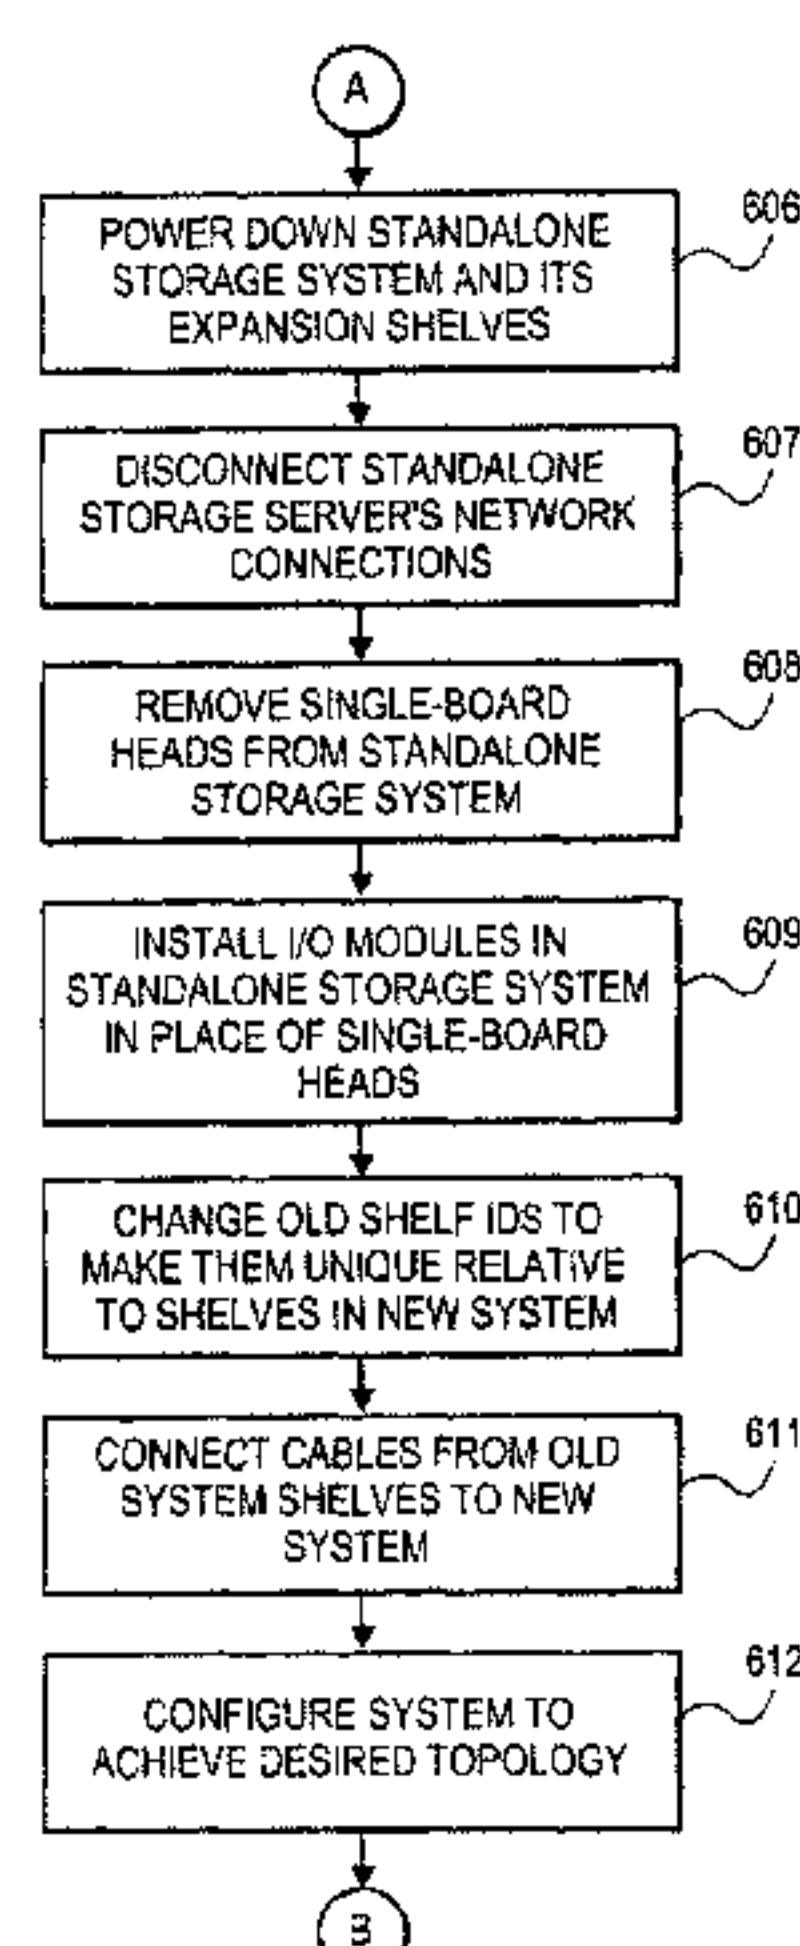 A
606
POWER DOWN STANDALONE
STORAGE SYSTEM AND ITS
EXPANSION SHELVES
607
DISCONNECT STANDALONE
STORAGE SERVER'S NETWORK
CONNECTIONS
608
REMOVE SINGLE-BOARD
HEADS FROM STANDALONE
STORAGE SYSTEM
609
INSTALL I/O MODULES IN
STANDALONE STORAGE SYSTEM
IN PLACE OF SINGLE-BOARD
HEADS
610
CHANGE OLD SHELF IDS TO
MAKE THEM UNIQUE RELATIVE
TO SHELVES IN NEW SYSTEM
611
CONNECT CABLES FROM OLD
SYSTEM SHELVES TO NEW
SYSTEM
612
CONFIGURE SYSTEM TO
ACHIEVE DESIRED TOPOLOGY
B